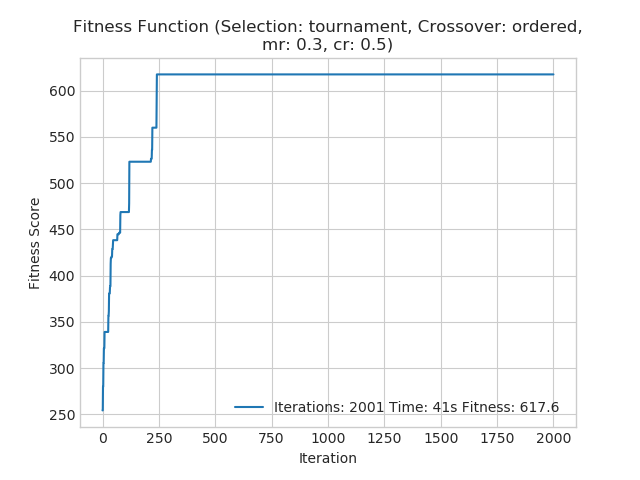 Fitness Function (Selection: tournament, Crossover: ordered,
mr: 0.3, cr: 0.5)
Fitness Score
600
550
500
450
400
350
300
250
Iterations: 2001 Time: 41s Fitness: 617.6
0 250 500 750 1000 1250 1500 1750 2000
Iteration